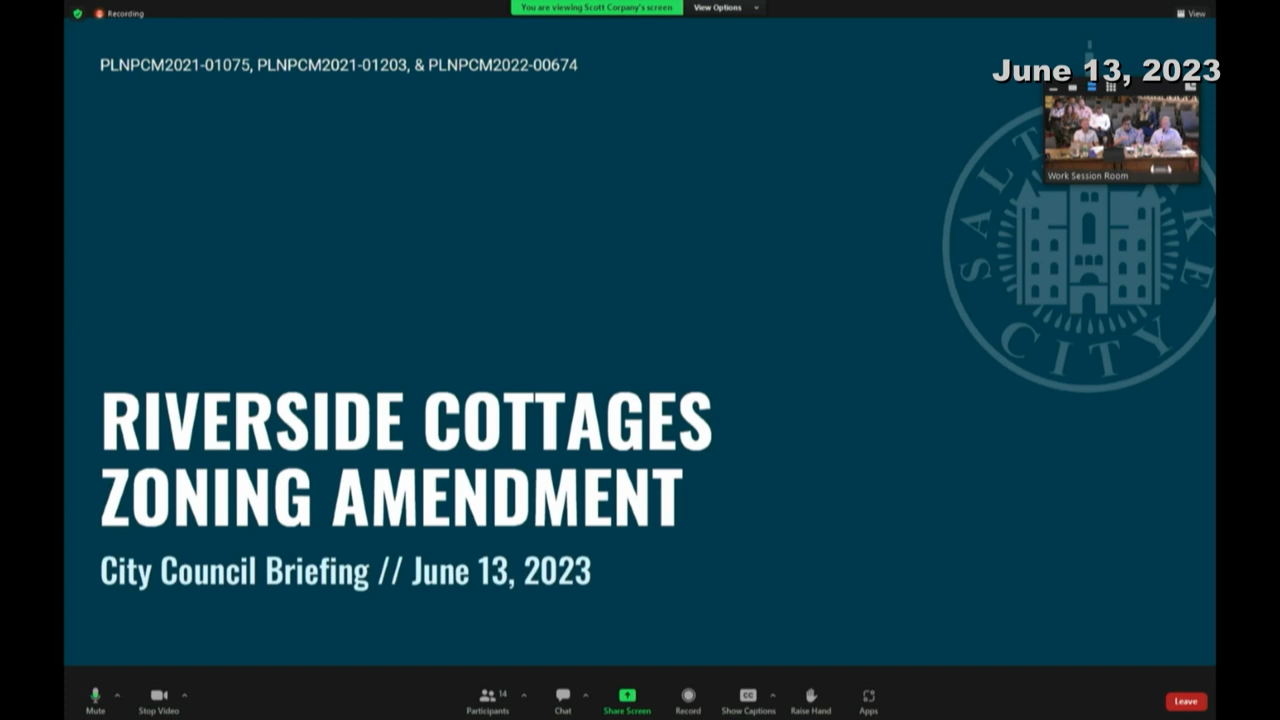 Recording
You are viewing Scott Corpany's screen
View Options
View
PLNPCM2021-01075, PLNPCM2021-01203, & PLNPCM2022-00674
June 13, 2023
Work Session Room
SALT
KE
CITY
RIVERSIDE COTTAGES
ZONING AMENDMENT
City Council Briefing // June 13, 2023
14
Mute
Stop Video
Participants
Chat
Share Screen
Record
CC
Show Captions
Raise Hand
Apps
Leave